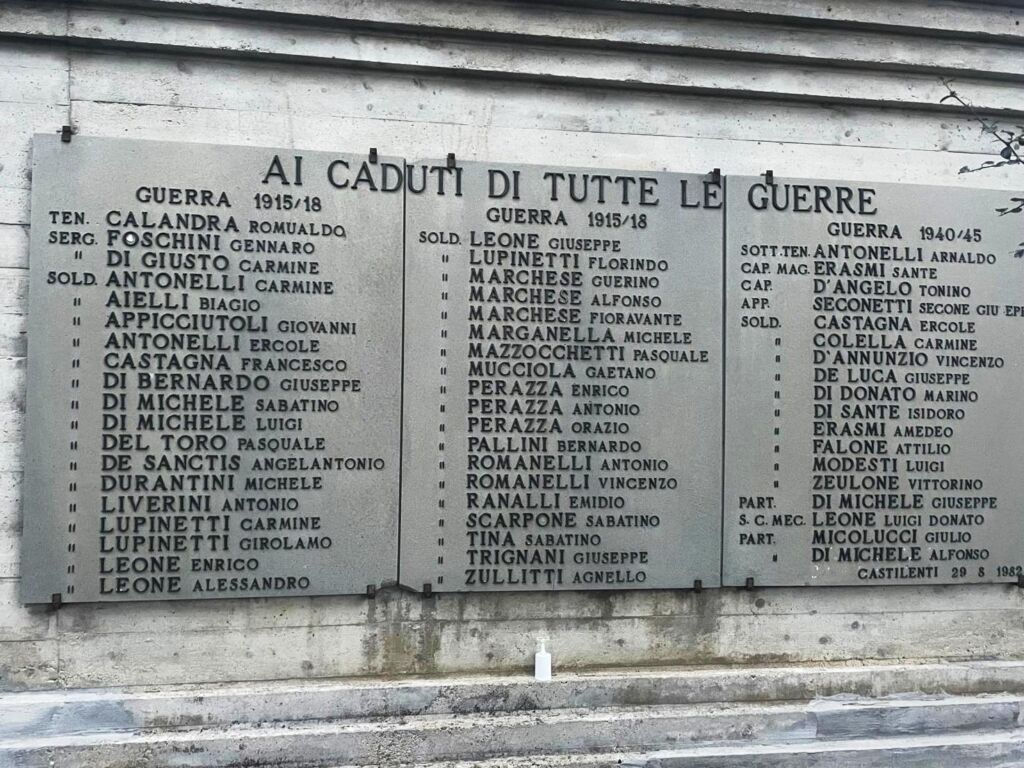 AI CADUTI DI TUTTE LE GUERRE
GUERRA 1915/18
TEN. CALANDRA ROMUALDO
SERG. FOSCHINI GENNARO
" DI GIUSTO CARMINE
SOLD. ANTONELLI CARMINE
" AIELLI BIAGIO
" APPICCIUTOLI GIOVANNI
" ANTONELLI ERCOLE
" CASTAGNA FRANCESCO
" DI BERNARDO GIUSEPPE
" DI MICHELE SABATINO
" DI MICHELE LUIGI
" DEL TORO PASQUALE
" DE SANCTIS ANGELANTONIO
" DURANTINI MICHELE
" LIVERINI ANTONIO
" LUPINETTI CARMINE
" LUPINETTI GIROLAMO
" LEONE ENRICO
" LEONE ALESSANDRO
GUERRA 1915/18
SOLD. LEONE GIUSEPPE
" LUPINETTI FLORINDO
" MARCHESE GUERINO
" MARCHESE ALFONSO
" MARCHESE FIORAVANTE
" MARGANELLA MICHELE
" MAZZOCCHETTI PASQUALE
" MUCCIOLA GAETANO
" PERAZZA ENRICO
" PERAZZA ANTONIO
" PERAZZA ORAZIO
" PALLINI BERNARDO
" ROMANELLI ANTONIO
" ROMANELLI VINCENZO
" RANALLI EMIDIO
" SCARPONE SABATINO
" TINA SABATINO
" TRIGNANI GIUSEPPE
" ZULLITTI AGNELLO
GUERRA 1940/45
SOTT.TEN. ANTONELLI ARNALDO
CAP. MAG. ERASMI SANTE
CAP. D'ANGELO TONINO
APP. SECONETTI SECONE GIU EPP
SOLD. CASTAGNA ERCOLE
" COLELLA CARMINE
" D'ANNUNZIO VINCENZO
" DE LUCA GIUSEPPE
" DI DONATO MARINO
" DI SANTE ISIDORO
" ERASMI AMEDEO
" FALONE ATTILIO
" MODESTI LUIGI
" ZEULONE VITTORINO
PART. DI MICHELE GIUSEPPE
S. C. MEC. LEONE LUIGI DONATO
PART. MICOLUCCI GIULIO
" DI MICHELE ALFONSO
CASTILENTI 29 8 1982